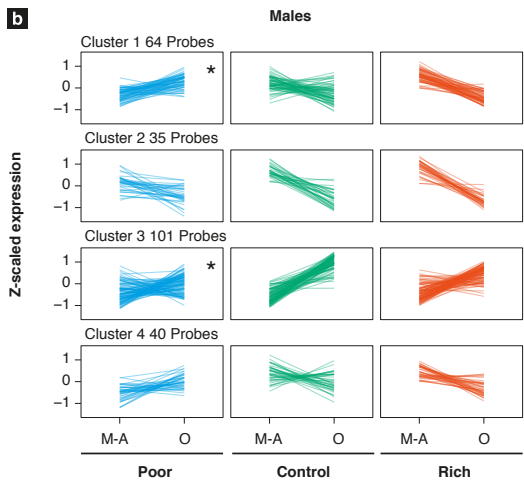 b
Males
Cluster 1 64 Probes
1
0
−1
*
Cluster 2 35 Probes
1
0
−1
Cluster 3 101 Probes
1
0
−1
*
Cluster 4 40 Probes
1
0
−1
Z-scaled expression
M-A O M-A O M-A O
Poor Control Rich